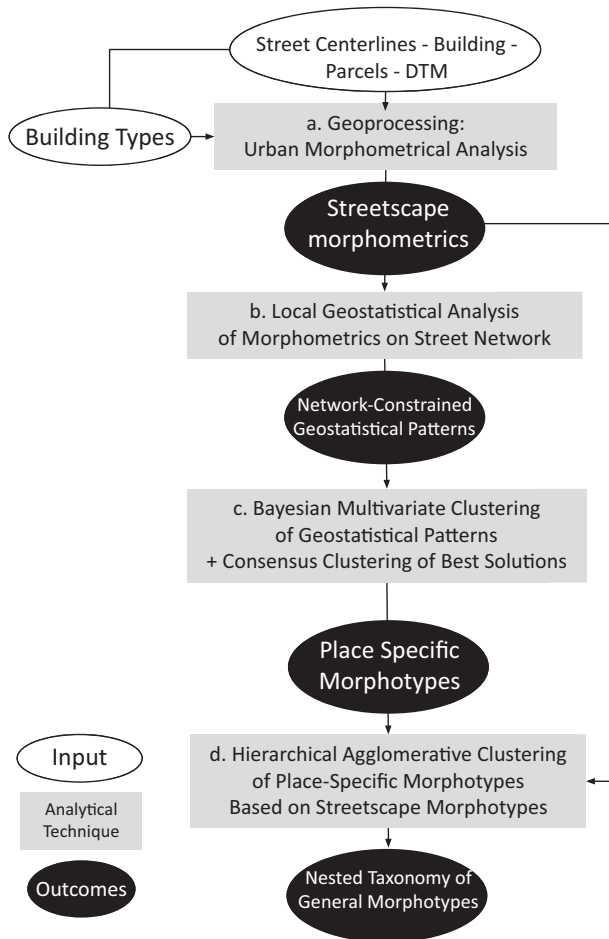 Street Centerlines - Building -
Parcels - DTM
Building Types
a. Geoprocessing:
Urban Morphometrical Analysis
Streetscape
morphometrics
b. Local Geostatistical Analysis
of Morphometrics on Street Network
Network-Constrained
Geostatistical Patterns
c. Bayesian Multivariate Clustering
of Geostatistical Patterns
+ Consensus Clustering of Best Solutions
Place Specific
Morphotypes
d. Hierarchical Agglomerative Clustering
of Place-Specific Morphotypes
Based on Streetscape Morphotypes
Nested Taxonomy of
General Morphotypes
Input
Analytical
Technique
Outcomes